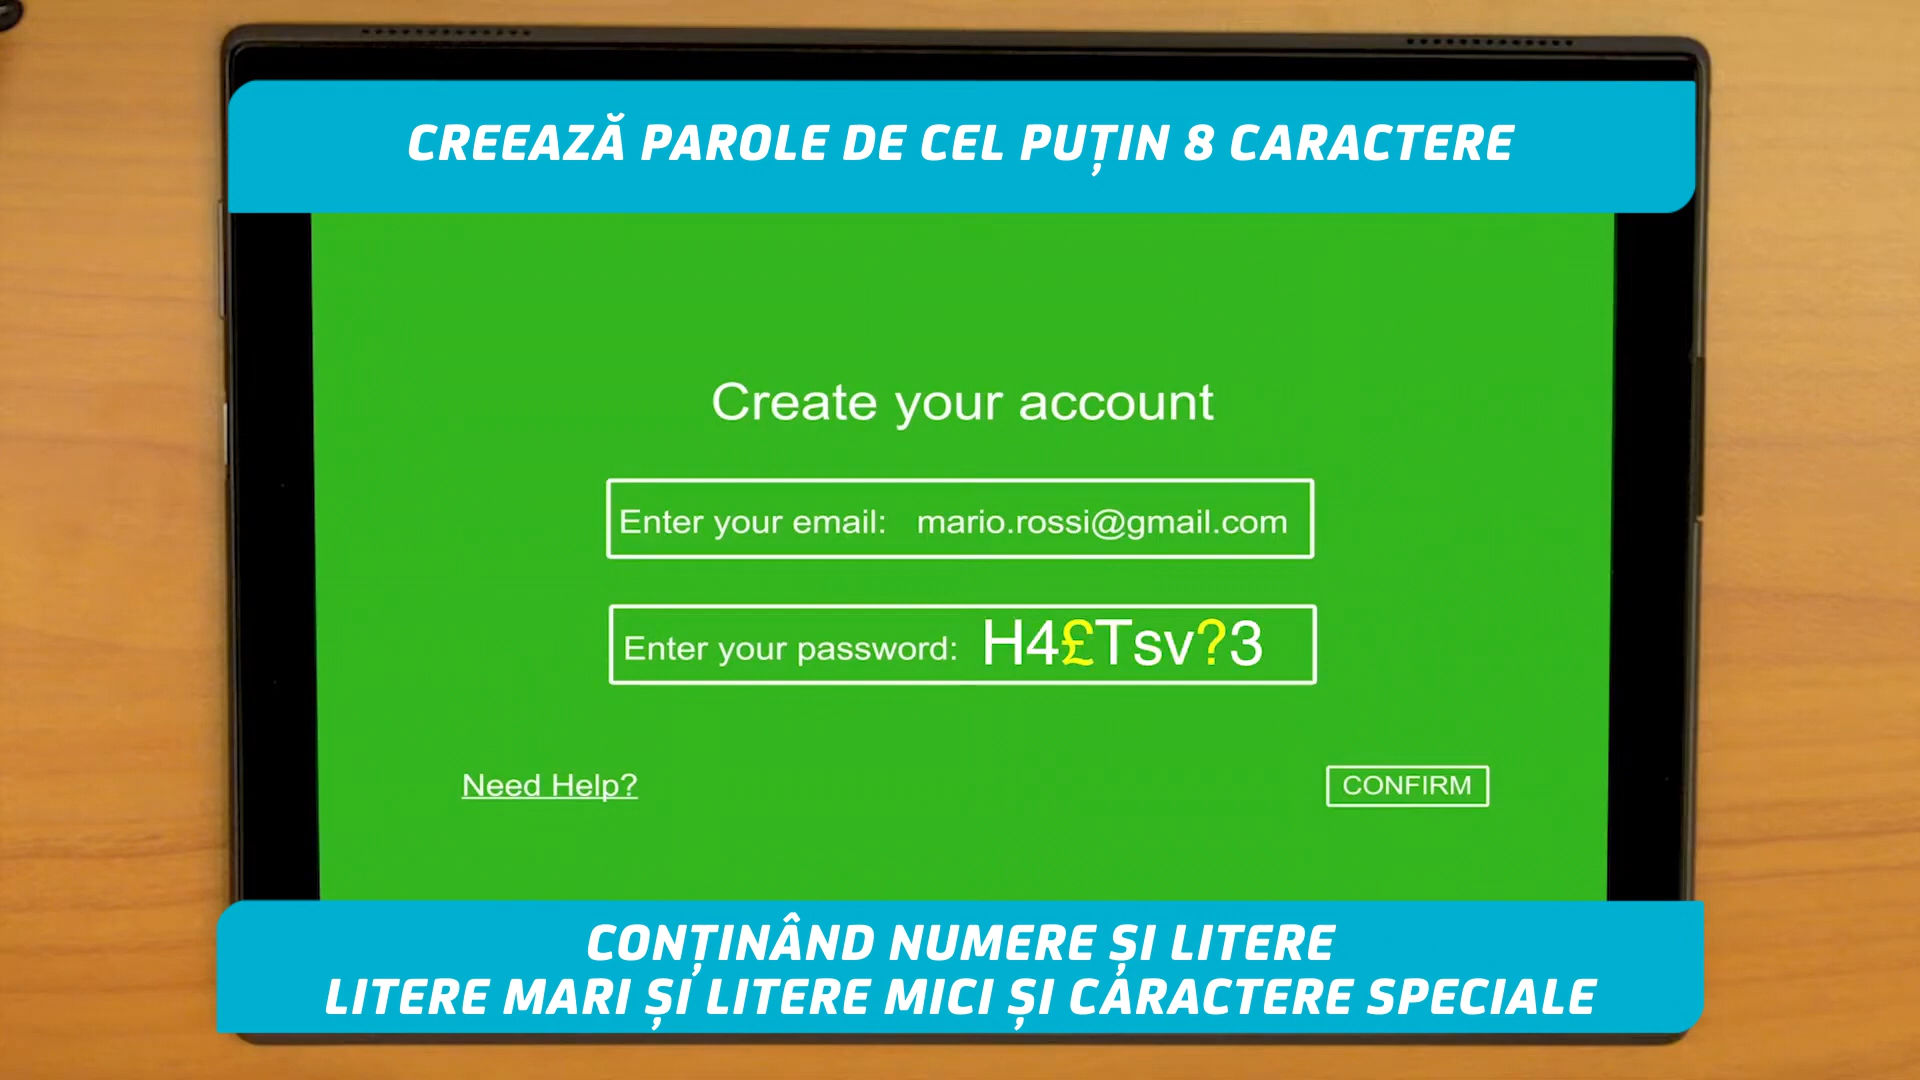 CREEAZĂ PAROLE DE CEL PUȚIN 8 CARACTERE
Create your account
Enter your email: mario.rossi@gmail.com
Enter your password: H4£Tsv?3
Need Help?
CONFIRM
CONȚINÂND NUMERE ȘI LITERE
LITERE MARI ȘI LITERE MICI ȘI CARACTERE SPECIALE